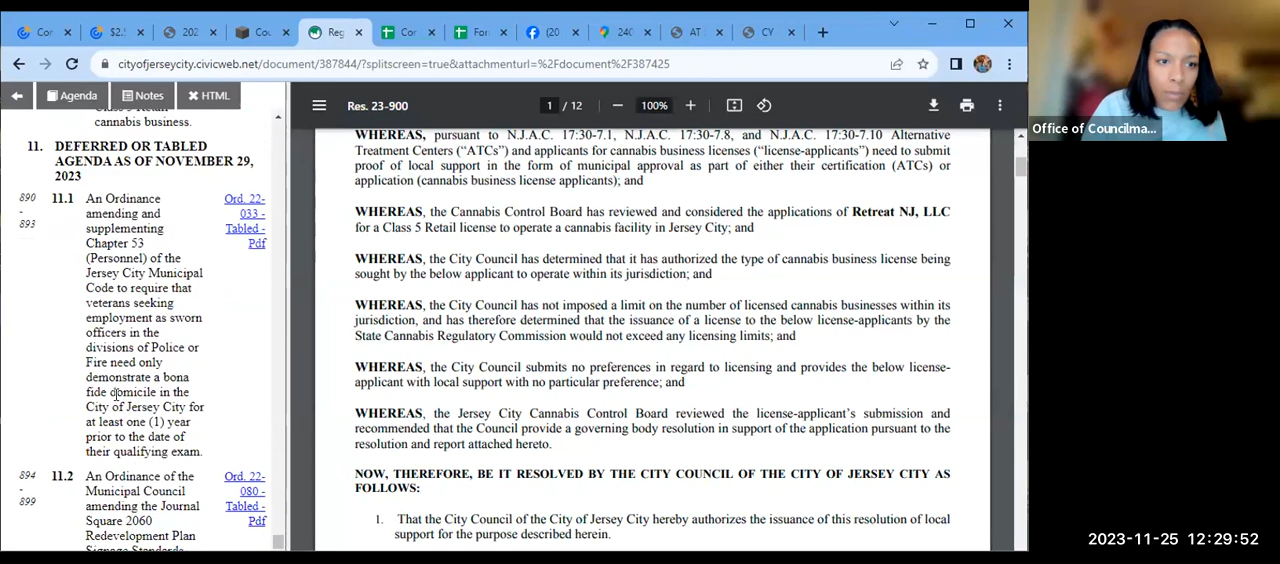 Cor
$2.!
202
Cou
Reg
Cor
For
(20
240
AT :
CY
cityofjerseycity.civicweb.net/document/387844/?splitscreen=true&attachmenturl=%2Fdocument%2F387425
Agenda
Notes
HTML
Res. 23-900
1 / 12
100%
cannabis business.
11. DEFERRED OR TABLED
AGENDA AS OF NOVEMBER 29,
2023
890
-
893
11.1
An Ordinance
amending and
supplementing
Chapter 53
(Personnel) of the
Jersey City Municipal
Code to require that
veterans seeking
employment as sworn
officers in the
divisions of Police or
Fire need only
demonstrate a bona
fide domicile in the
City of Jersey City for
at least one (1) year
prior to the date of
their qualifying exam.
Ord. 22-
033 -
Tabled -
Pdf
894
-
899
11.2
An Ordinance of the
Municipal Council
amending the Journal
Square 2060
Redevelopment Plan
Signage Standards
Ord. 22-
080 -
Tabled -
Pdf
WHEREAS, pursuant to N.J.A.C. 17:30-7.1, N.J.A.C. 17:30-7.8, and N.J.A.C. 17:30-7.10 Alternative
Treatment Centers (“ATCs”) and applicants for cannabis business licenses (“license-applicants”) need to submit
proof of local support in the form of municipal approval as part of either their certification (ATCs) or
application (cannabis business license applicants); and
WHEREAS, the Cannabis Control Board has reviewed and considered the applications of Retreat NJ, LLC
for a Class 5 Retail license to operate a cannabis facility in Jersey City; and
WHEREAS, the City Council has determined that it has authorized the type of cannabis business license being
sought by the below applicant to operate within its jurisdiction; and
WHEREAS, the City Council has not imposed a limit on the number of licensed cannabis businesses within its
jurisdiction, and has therefore determined that the issuance of a license to the below license-applicants by the
State Cannabis Regulatory Commission would not exceed any licensing limits; and
WHEREAS, the City Council submits no preferences in regard to licensing and provides the below license-
applicant with local support with no particular preference; and
WHEREAS, the Jersey City Cannabis Control Board reviewed the license-applicant’s submission and
recommended that the Council provide a governing body resolution in support of the application pursuant to the
resolution and report attached hereto.
NOW, THEREFORE, BE IT RESOLVED BY THE CITY COUNCIL OF THE CITY OF JERSEY CITY AS
FOLLOWS:
1. That the City Council of the City of Jersey City hereby authorizes the issuance of this resolution of local
support for the purpose described herein.
Office of Councilma...
2023-11-25 12:29:52